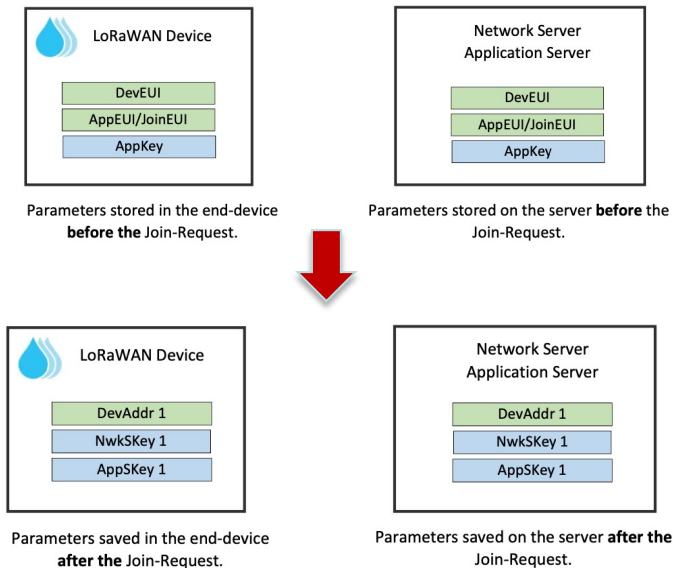 LoRaWAN Device
DevEUI
AppEUI/JoinEUI
AppKey
Parameters stored in the end-device
before the Join-Request.
Network Server
Application Server
DevEUI
AppEUI/JoinEUI
AppKey
Parameters stored on the server before the
Join-Request.
LoRaWAN Device
DevAddr 1
NwkSKey 1
AppSKey 1
Parameters saved in the end-device
after the Join-Request.
Network Server
Application Server
DevAddr 1
NwkSKey 1
AppSKey 1
Parameters saved on the server after the
Join-Request.